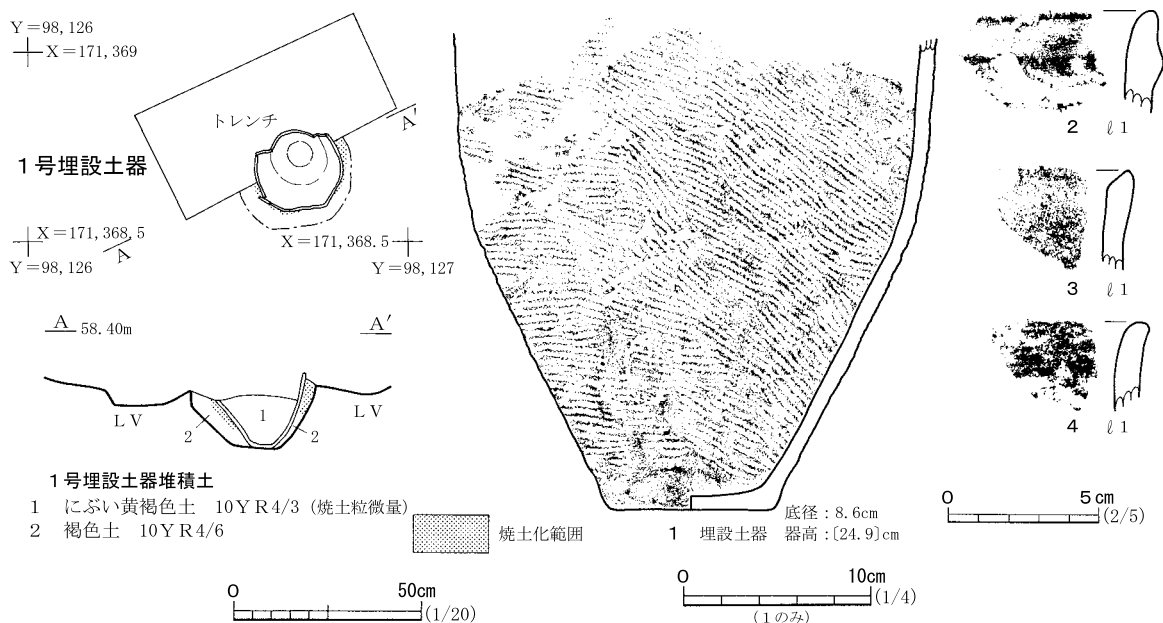 Y=98,126
X=171,369
トレンチ
A′
1号埋設土器
X=171,368.5
A
Y=98,126
X=171,368.5
Y=98,127
A 58.40m
A′
LⅤ
2
1
2
LⅤ
1号埋設土器堆積土
1 にぶい黄褐色土 10YR4/3(焼土粒微量)
2 褐色土 10YR4/6
焼土化範囲
0 50cm
(1/20)
底径:8.6cm
1 埋設土器 器高:[24.9]cm
0 10cm
(1/4)
(1のみ)
2 ℓ1
3 ℓ1
4 ℓ1
0 5cm
(2/5)